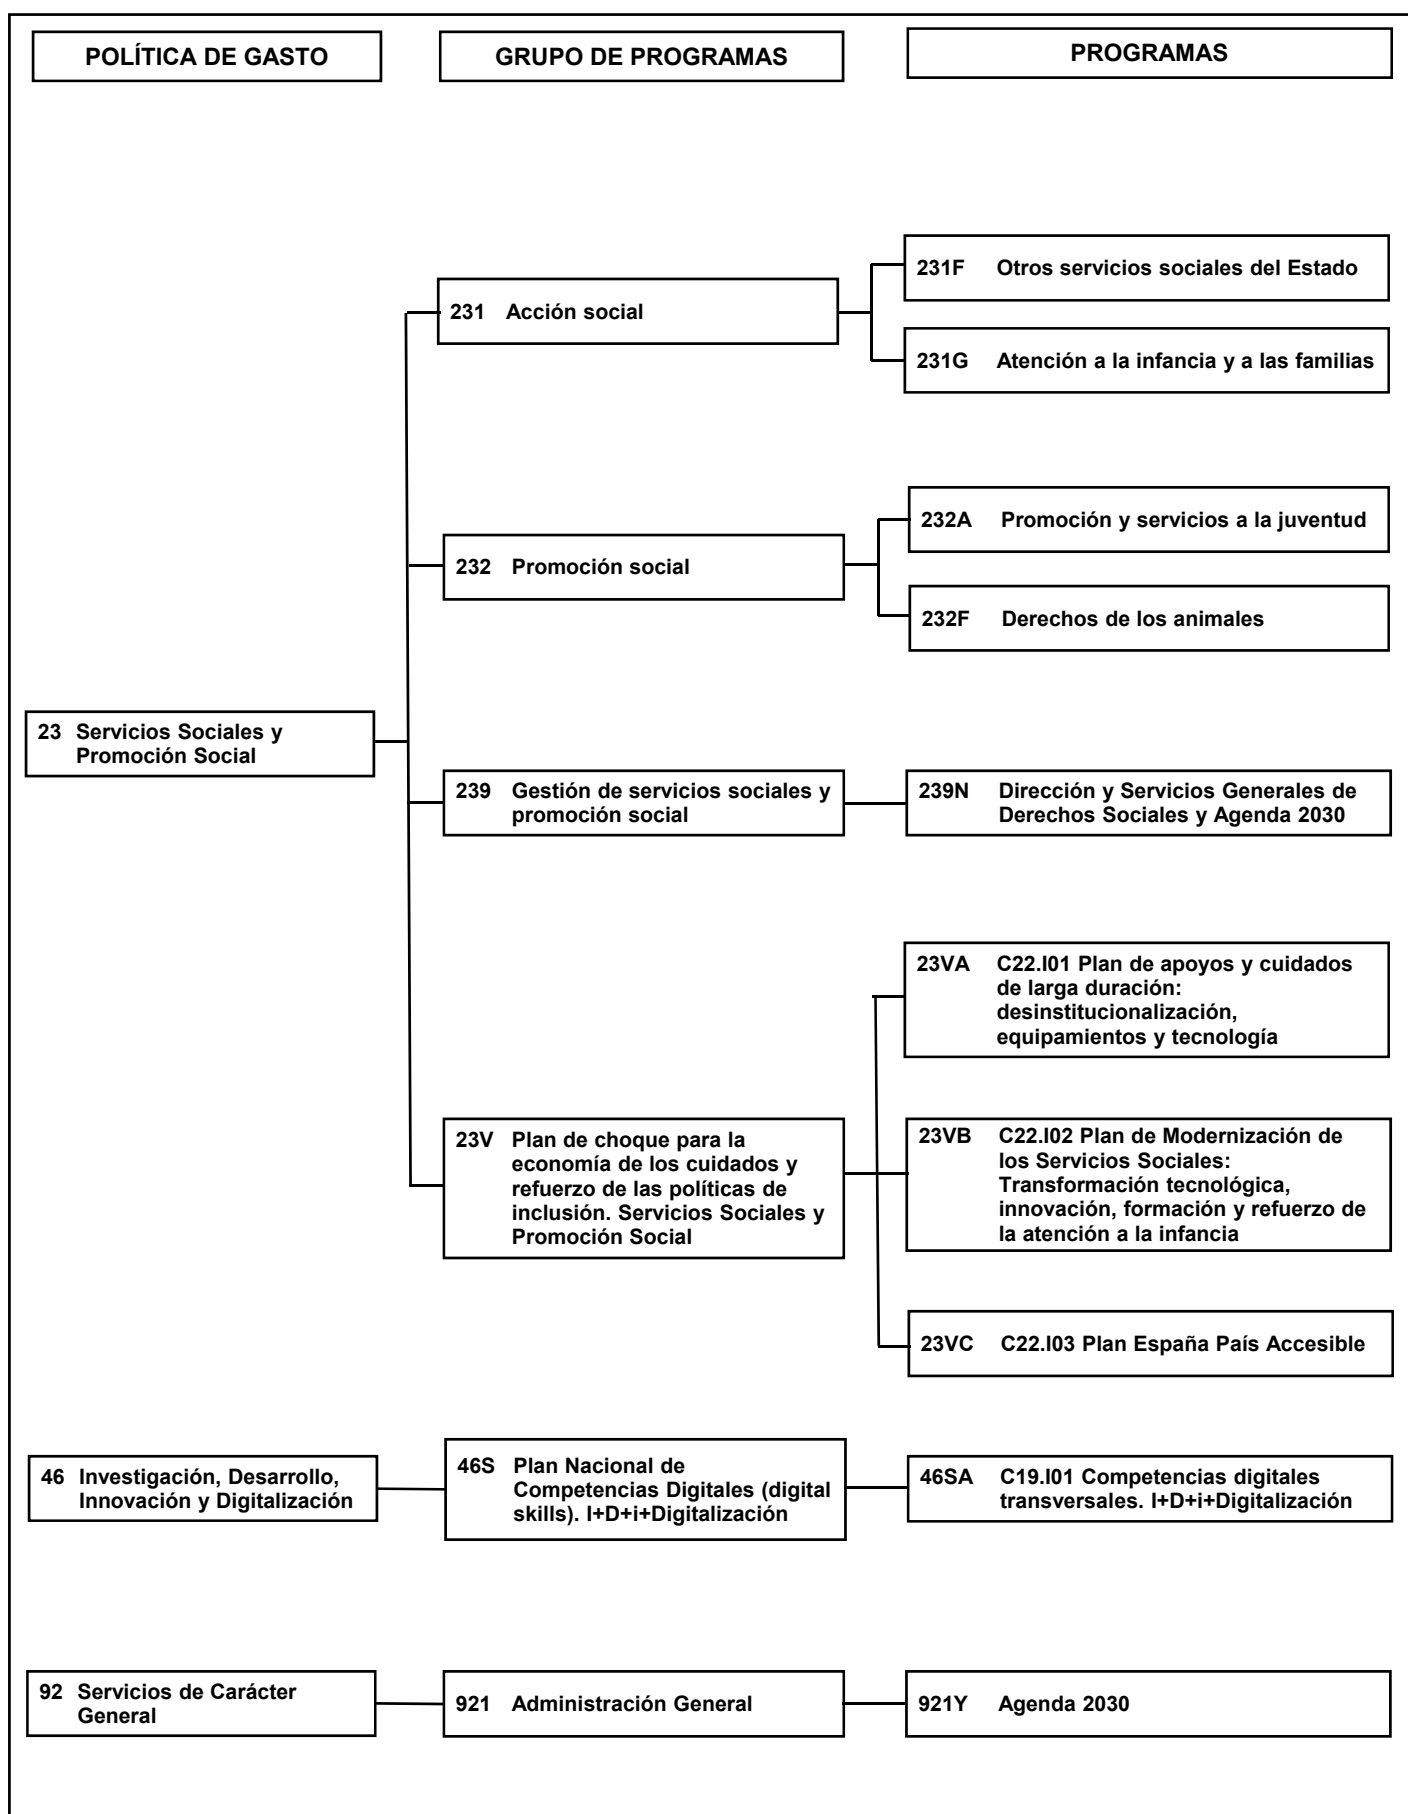 POLÍTICA DE GASTO
GRUPO DE PROGRAMAS
PROGRAMAS
231F Otros servicios sociales del Estado
231 Acción social
231G Atención a la infancia y a las familias
232A Promoción y servicios a la juventud
232 Promoción social
232F Derechos de los animales
23 Servicios Sociales y
Promoción Social
239 Gestión de servicios sociales y
promoción social
239N Dirección y Servicios Generales de
Derechos Sociales y Agenda 2030
23VA C22.I01 Plan de apoyos y cuidados
de larga duración:
desinstitucionalización,
equipamientos y tecnología
23V Plan de choque para la
economía de los cuidados y
refuerzo de las políticas de
inclusión. Servicios Sociales y
Promoción Social
23VB C22.I02 Plan de Modernización de
los Servicios Sociales:
Transformación tecnológica,
innovación, formación y refuerzo de
la atención a la infancia
23VC C22.I03 Plan España País Accesible
46 Investigación, Desarrollo,
Innovación y Digitalización
46S Plan Nacional de
Competencias Digitales (digital
skills). I+D+i+Digitalización
46SA C19.I01 Competencias digitales
transversales. I+D+i+Digitalización
92 Servicios de Carácter
General
921 Administración General
921Y Agenda 2030